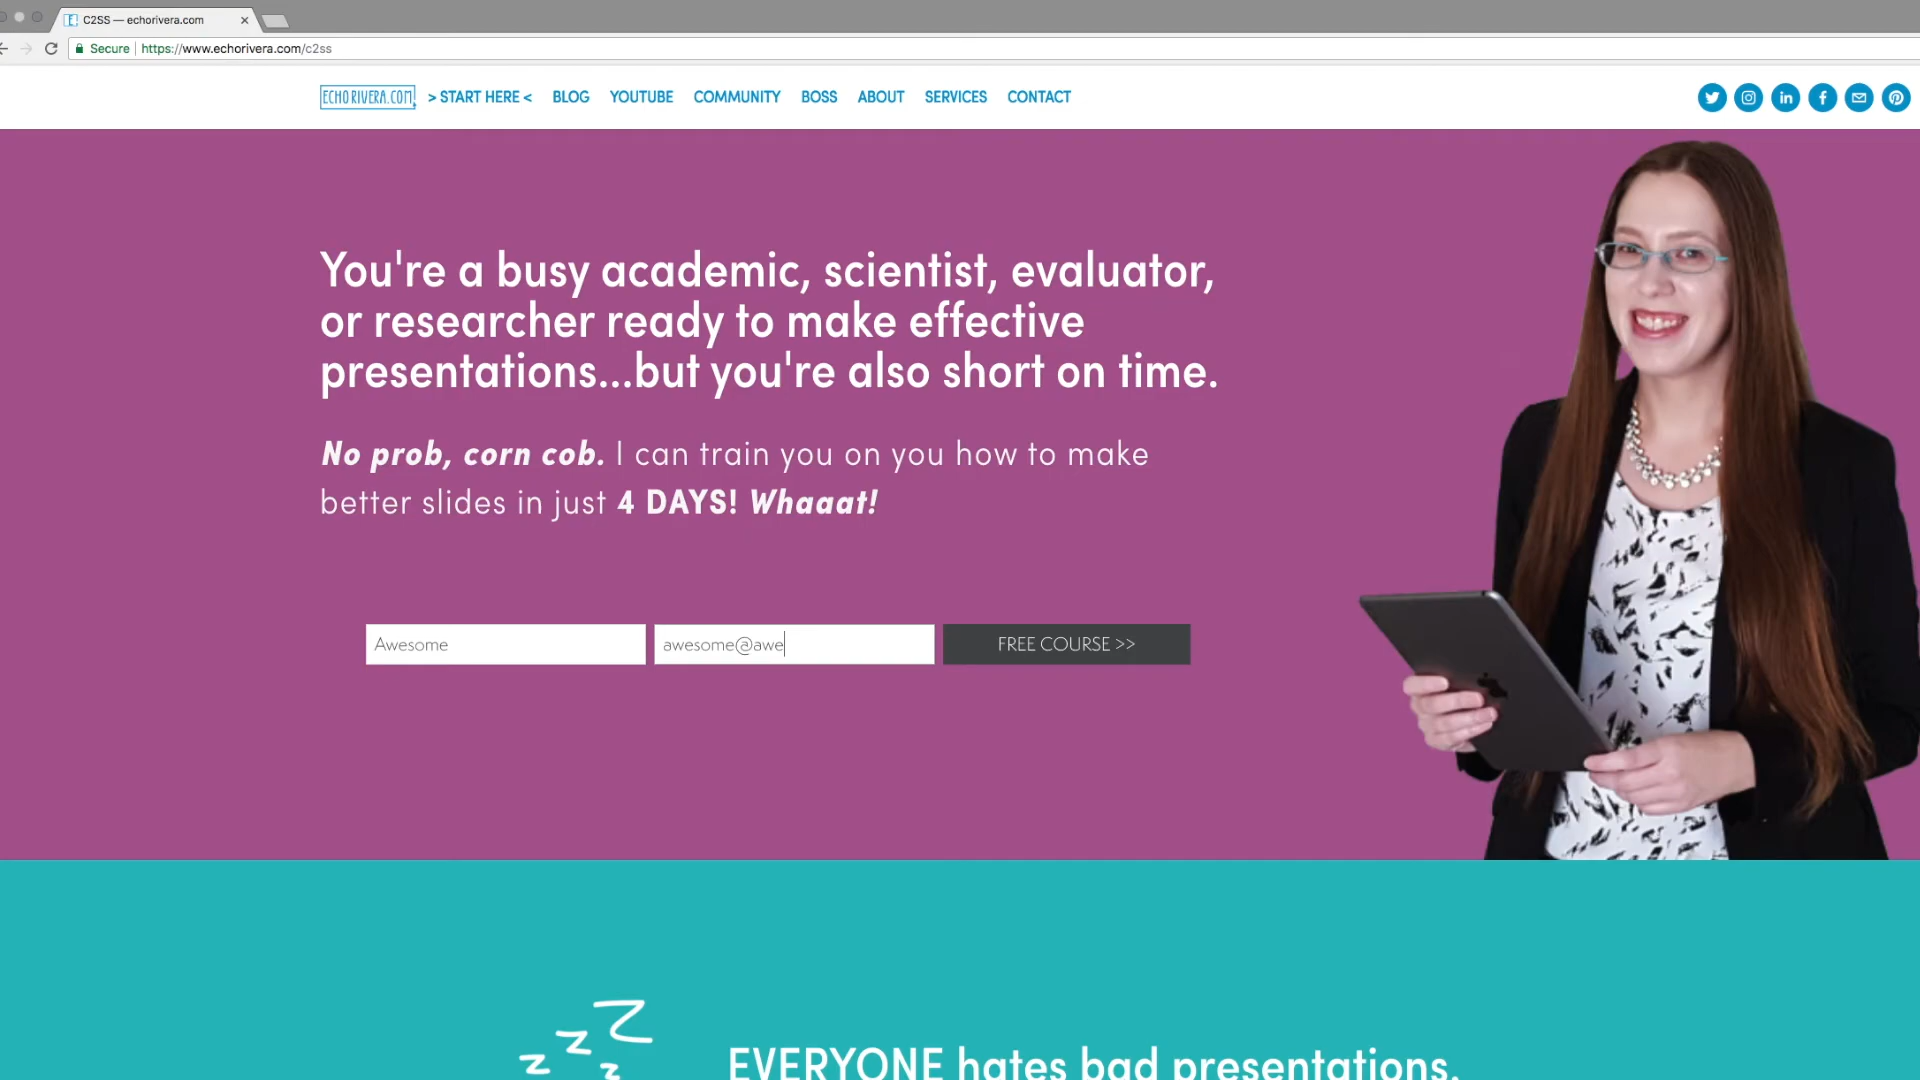 C2SS — echorivera.com
Secure https://www.echorivera.com/c2ss
ECHO RIVERA.COM > START HERE < BLOG YOUTUBE COMMUNITY BOSS ABOUT SERVICES CONTACT
You're a busy academic, scientist, evaluator,
or researcher ready to make effective
presentations...but you're also short on time.
No prob, corn cob. I can train you on you how to make
better slides in just 4 DAYS! Whaaat!
Awesome awesome@awe FREE COURSE >>
z z z z
EVERYONE hates bad presentations.